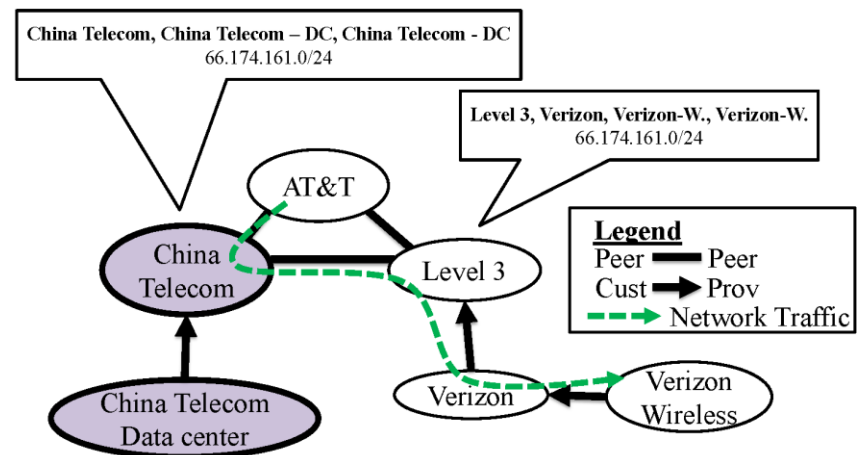 China Telecom, China Telecom – DC, China Telecom - DC
66.174.161.0/24
Level 3, Verizon, Verizon-W., Verizon-W.
66.174.161.0/24
AT&T
China
Telecom
Level 3
Legend
Peer Peer
Cust Prov
Network Traffic
China Telecom
Data center
Verizon
Verizon
Wireless